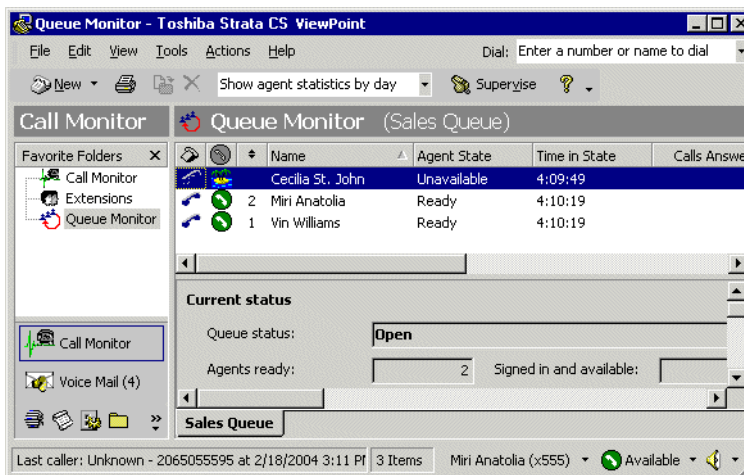 Queue Monitor - Toshiba Strata CS ViewPoint
File Edit View Tools Actions Help Dial: Enter a number or name to dial
New Show agent statistics by day Supervise
Call Monitor Queue Monitor (Sales Queue)
Favorite Folders Name Agent State Time in State Calls Answe
Call Monitor Cecilia St. John Unavailable 4:09:49
Extensions 2 Miri Anatolia Ready 4:10:19
Queue Monitor 1 Vin Williams Ready 4:10:19
Current status
Queue status: Open
Call Monitor
Agents ready: 2 Signed in and available:
Voice Mail (4)
Sales Queue
Last caller: Unknown - 2065055595 at 2/18/2004 3:11 PM 3 Items Miri Anatolia (x555) Available